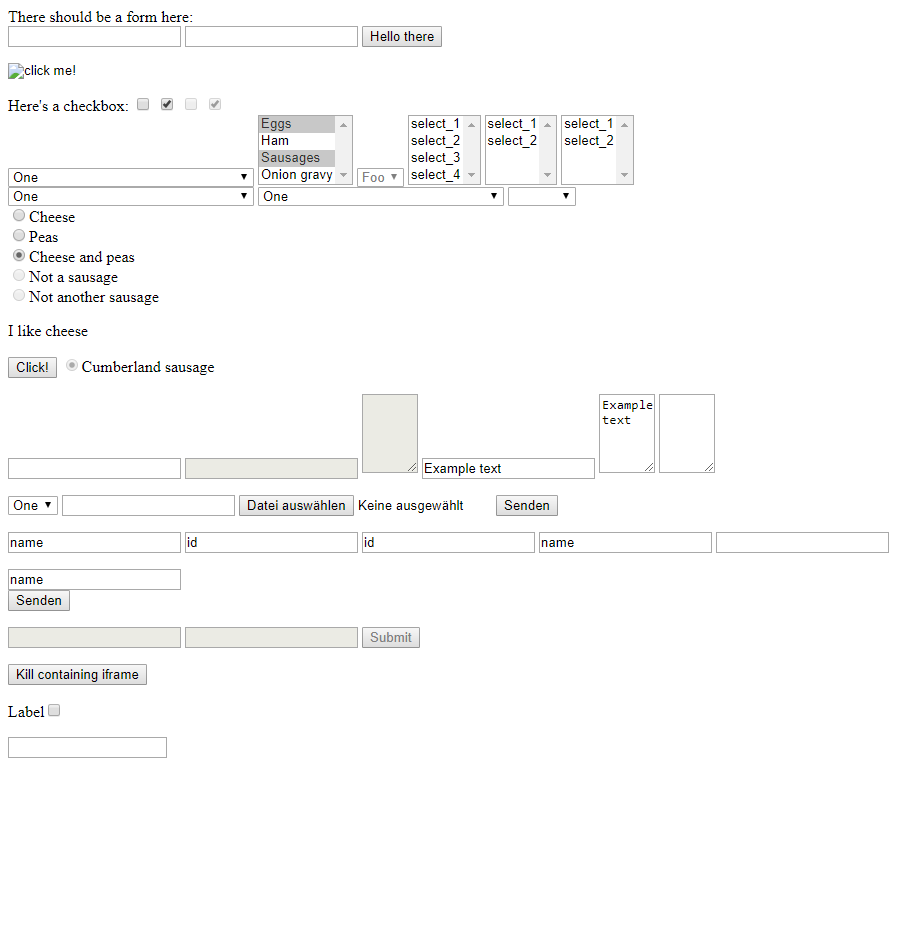 There should be a form here:
Hello there
click me!
Here's a checkbox:
One
Eggs
Ham
Sausages
Onion gravy
Foo
select_1
select_2
select_3
select_4
select_1
select_2
select_1
select_2
One One
Cheese
Peas
Cheese and peas
Not a sausage
Not another sausage
I like cheese
Click! Cumberland sausage
Example text
Example
text
One Datei auswählen Keine ausgewählt Senden
name id id name
name
Senden
Submit
Kill containing iframe
Label